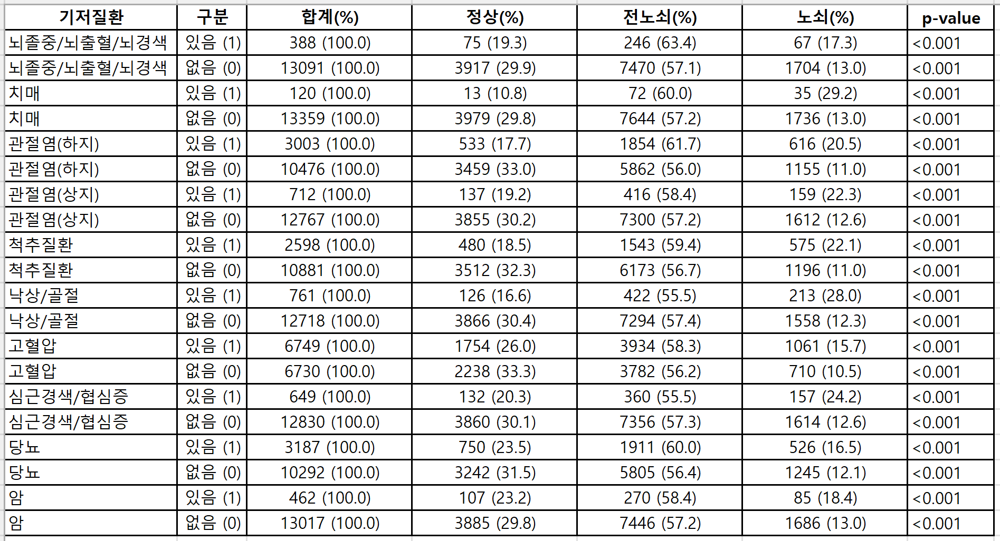 기저질환 구분 합계(%) 정상(%) 전노쇠(%) 노쇠(%) p-value
뇌졸중/뇌출혈/뇌경색 있음 (1) 388 (100.0) 75 (19.3) 246 (63.4) 67 (17.3) <0.001
뇌졸중/뇌출혈/뇌경색 없음 (0) 13091 (100.0) 3917 (29.9) 7470 (57.1) 1704 (13.0) <0.001
치매 있음 (1) 120 (100.0) 13 (10.8) 72 (60.0) 35 (29.2) <0.001
치매 없음 (0) 13359 (100.0) 3979 (29.8) 7644 (57.2) 1736 (13.0) <0.001
관절염(하지) 있음 (1) 3003 (100.0) 533 (17.7) 1854 (61.7) 616 (20.5) <0.001
관절염(하지) 없음 (0) 10476 (100.0) 3459 (33.0) 5862 (56.0) 1155 (11.0) <0.001
관절염(상지) 있음 (1) 712 (100.0) 137 (19.2) 416 (58.4) 159 (22.3) <0.001
관절염(상지) 없음 (0) 12767 (100.0) 3855 (30.2) 7300 (57.2) 1612 (12.6) <0.001
척추질환 있음 (1) 2598 (100.0) 480 (18.5) 1543 (59.4) 575 (22.1) <0.001
척추질환 없음 (0) 10881 (100.0) 3512 (32.3) 6173 (56.7) 1196 (11.0) <0.001
낙상/골절 있음 (1) 761 (100.0) 126 (16.6) 422 (55.5) 213 (28.0) <0.001
낙상/골절 없음 (0) 12718 (100.0) 3866 (30.4) 7294 (57.4) 1558 (12.3) <0.001
고혈압 있음 (1) 6749 (100.0) 1754 (26.0) 3934 (58.3) 1061 (15.7) <0.001
고혈압 없음 (0) 6730 (100.0) 2238 (33.3) 3782 (56.2) 710 (10.5) <0.001
심근경색/협심증 있음 (1) 649 (100.0) 132 (20.3) 360 (55.5) 157 (24.2) <0.001
심근경색/협심증 없음 (0) 12830 (100.0) 3860 (30.1) 7356 (57.3) 1614 (12.6) <0.001
당뇨 있음 (1) 3187 (100.0) 750 (23.5) 1911 (60.0) 526 (16.5) <0.001
당뇨 없음 (0) 10292 (100.0) 3242 (31.5) 5805 (56.4) 1245 (12.1) <0.001
암 있음 (1) 462 (100.0) 107 (23.2) 270 (58.4) 85 (18.4) <0.001
암 없음 (0) 13017 (100.0) 3885 (29.8) 7446 (57.2) 1686 (13.0) <0.001